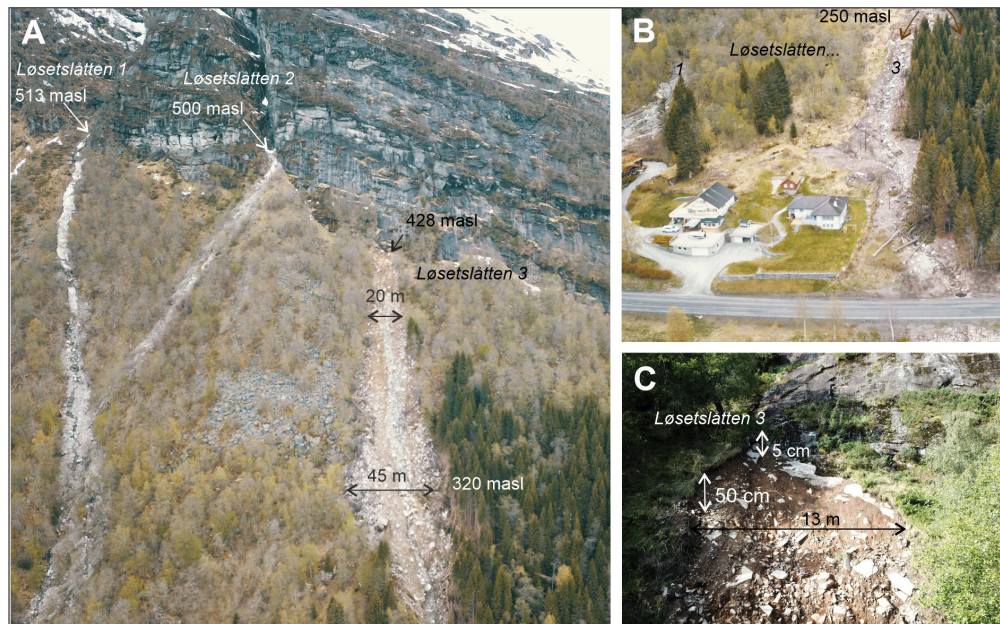 A
Løsetslåtten 1
513 masl
Løsetslåtten 2
500 masl
428 masl
Løsetslåtten 3
20 m
45 m
320 masl
B
250 masl
Løsetslåtten...
1
3
C
Løsetslåtten 3
5 cm
50 cm
13 m